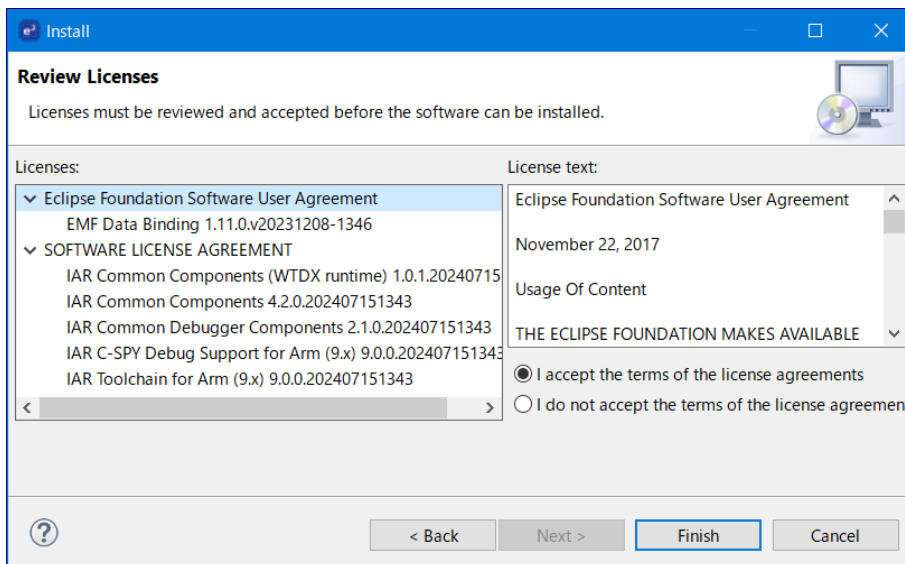 e² Install
Review Licenses
Licenses must be reviewed and accepted before the software can be installed.
Licenses:
Eclipse Foundation Software User Agreement
EMF Data Binding 1.11.0.v20231208-1346
SOFTWARE LICENSE AGREEMENT
IAR Common Components (WTDX runtime) 1.0.1.20240715
IAR Common Components 4.2.0.202407151343
IAR Common Debugger Components 2.1.0.202407151343
IAR C-SPY Debug Support for Arm (9.x) 9.0.0.202407151343
IAR Toolchain for Arm (9.x) 9.0.0.202407151343
License text:
Eclipse Foundation Software User Agreement
November 22, 2017
Usage Of Content
THE ECLIPSE FOUNDATION MAKES AVAILABLE
I accept the terms of the license agreements
I do not accept the terms of the license agreemen
?
< Back
Next >
Finish
Cancel